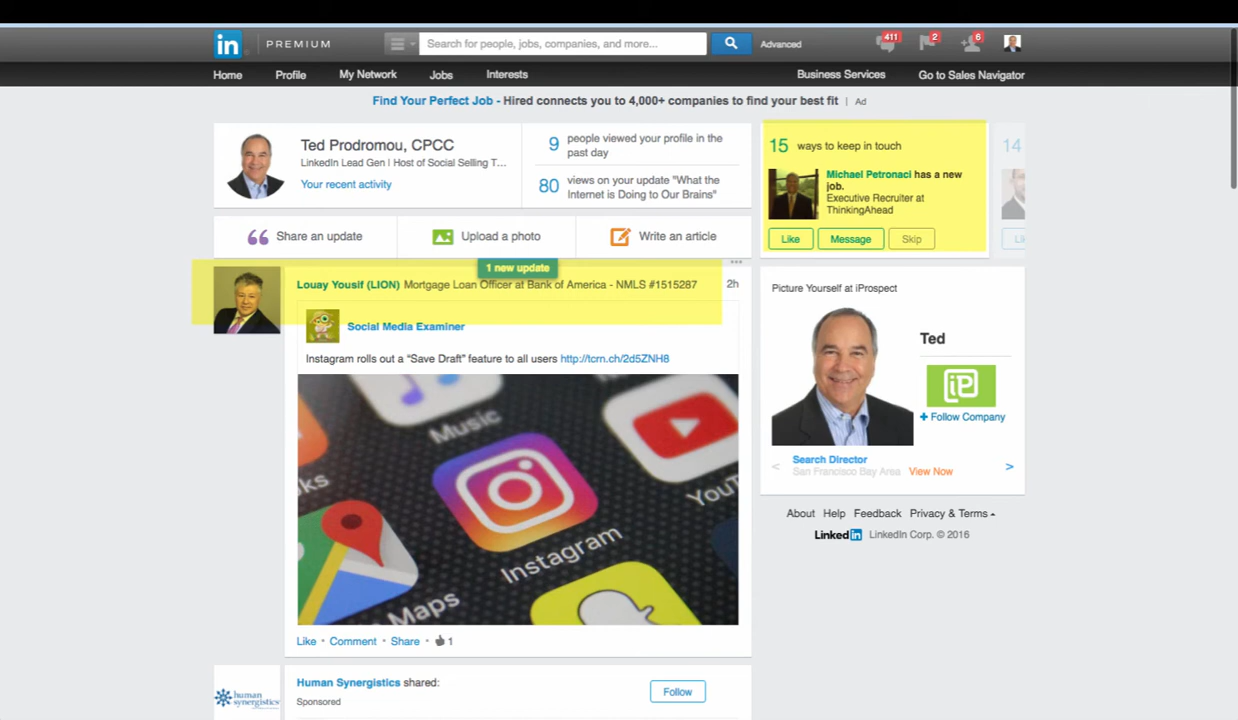 in PREMIUM
Search for people, jobs, companies, and more...
Advanced
411
2
6
Home Profile My Network Jobs Interests Business Services Go to Sales Navigator
Find Your Perfect Job - Hired connects you to 4,000+ companies to find your best fit | Ad
Ted Prodromou, CPCC
LinkedIn Lead Gen | Host of Social Selling T...
Your recent activity
9 people viewed your profile in the
past day
80 views on your update "What the
Internet is Doing to Our Brains"
15 ways to keep in touch
Michael Petronaci has a new
job.
Executive Recruiter at
ThinkingAhead
Like Message Skip
14
Share an update Upload a photo Write an article
1 new update
Louay Yousif (LION) Mortgage Loan Officer at Bank of America - NMLS #1515287 2h
Social Media Examiner
Instagram rolls out a “Save Draft” feature to all users http://tcrn.ch/2d5ZNH8
Music
YouT
Instagram
Maps
Like • Comment • Share • 1
Human Synergistics shared:
Sponsored
Follow
human
synergistics
Picture Yourself at iProspect
Ted
iP
+ Follow Company
Search Director
San Francisco Bay Area View Now
About Help Feedback Privacy & Terms
Linked in LinkedIn Corp. © 2016